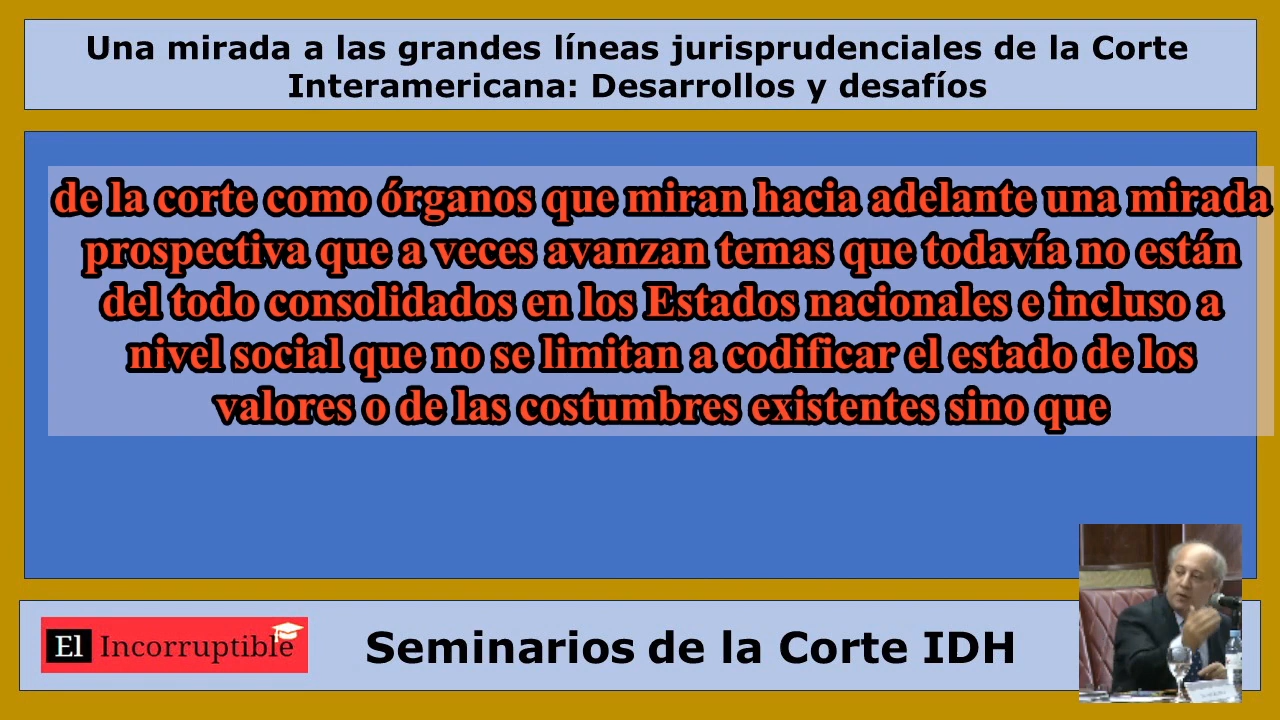 Una mirada a las grandes líneas jurisprudenciales de la Corte
Interamericana: Desarrollos y desafíos
de la corte como órganos que miran hacia adelante una mirada
prospectiva que a veces avanzan temas que todavía no están
del todo consolidados en los Estados nacionales e incluso a
nivel social que no se limitan a codificar el estado de los
valores o de las costumbres existentes sino que
El Incorruptible
Seminarios de la Corte IDH